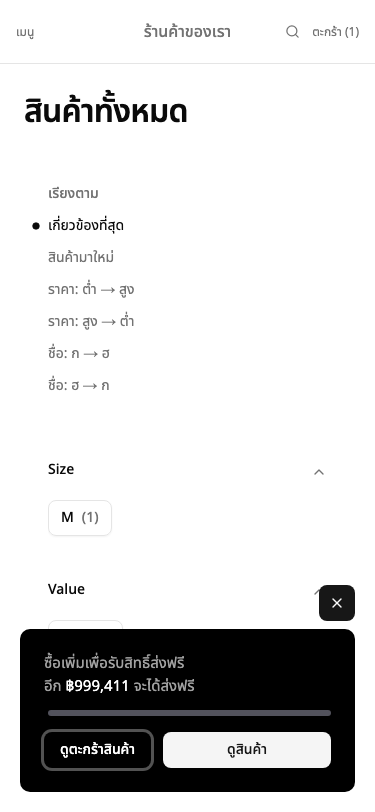 เมนู
ร้านค้าของเรา
ตะกร้า (1)
สินค้าทั้งหมด
เรียงตาม
เกี่ยวข้องที่สุด
สินค้ามาใหม่
ราคา: ต่ำ → สูง
ราคา: สูง → ต่ำ
ชื่อ: ก → ฮ
ชื่อ: ฮ → ก
Size
M (1)
Value
ซื้อเพิ่มเพื่อรับสิทธิ์ส่งฟรี
อีก ฿999,411 จะได้ส่งฟรี
ดูตะกร้าสินค้า
ดูสินค้า